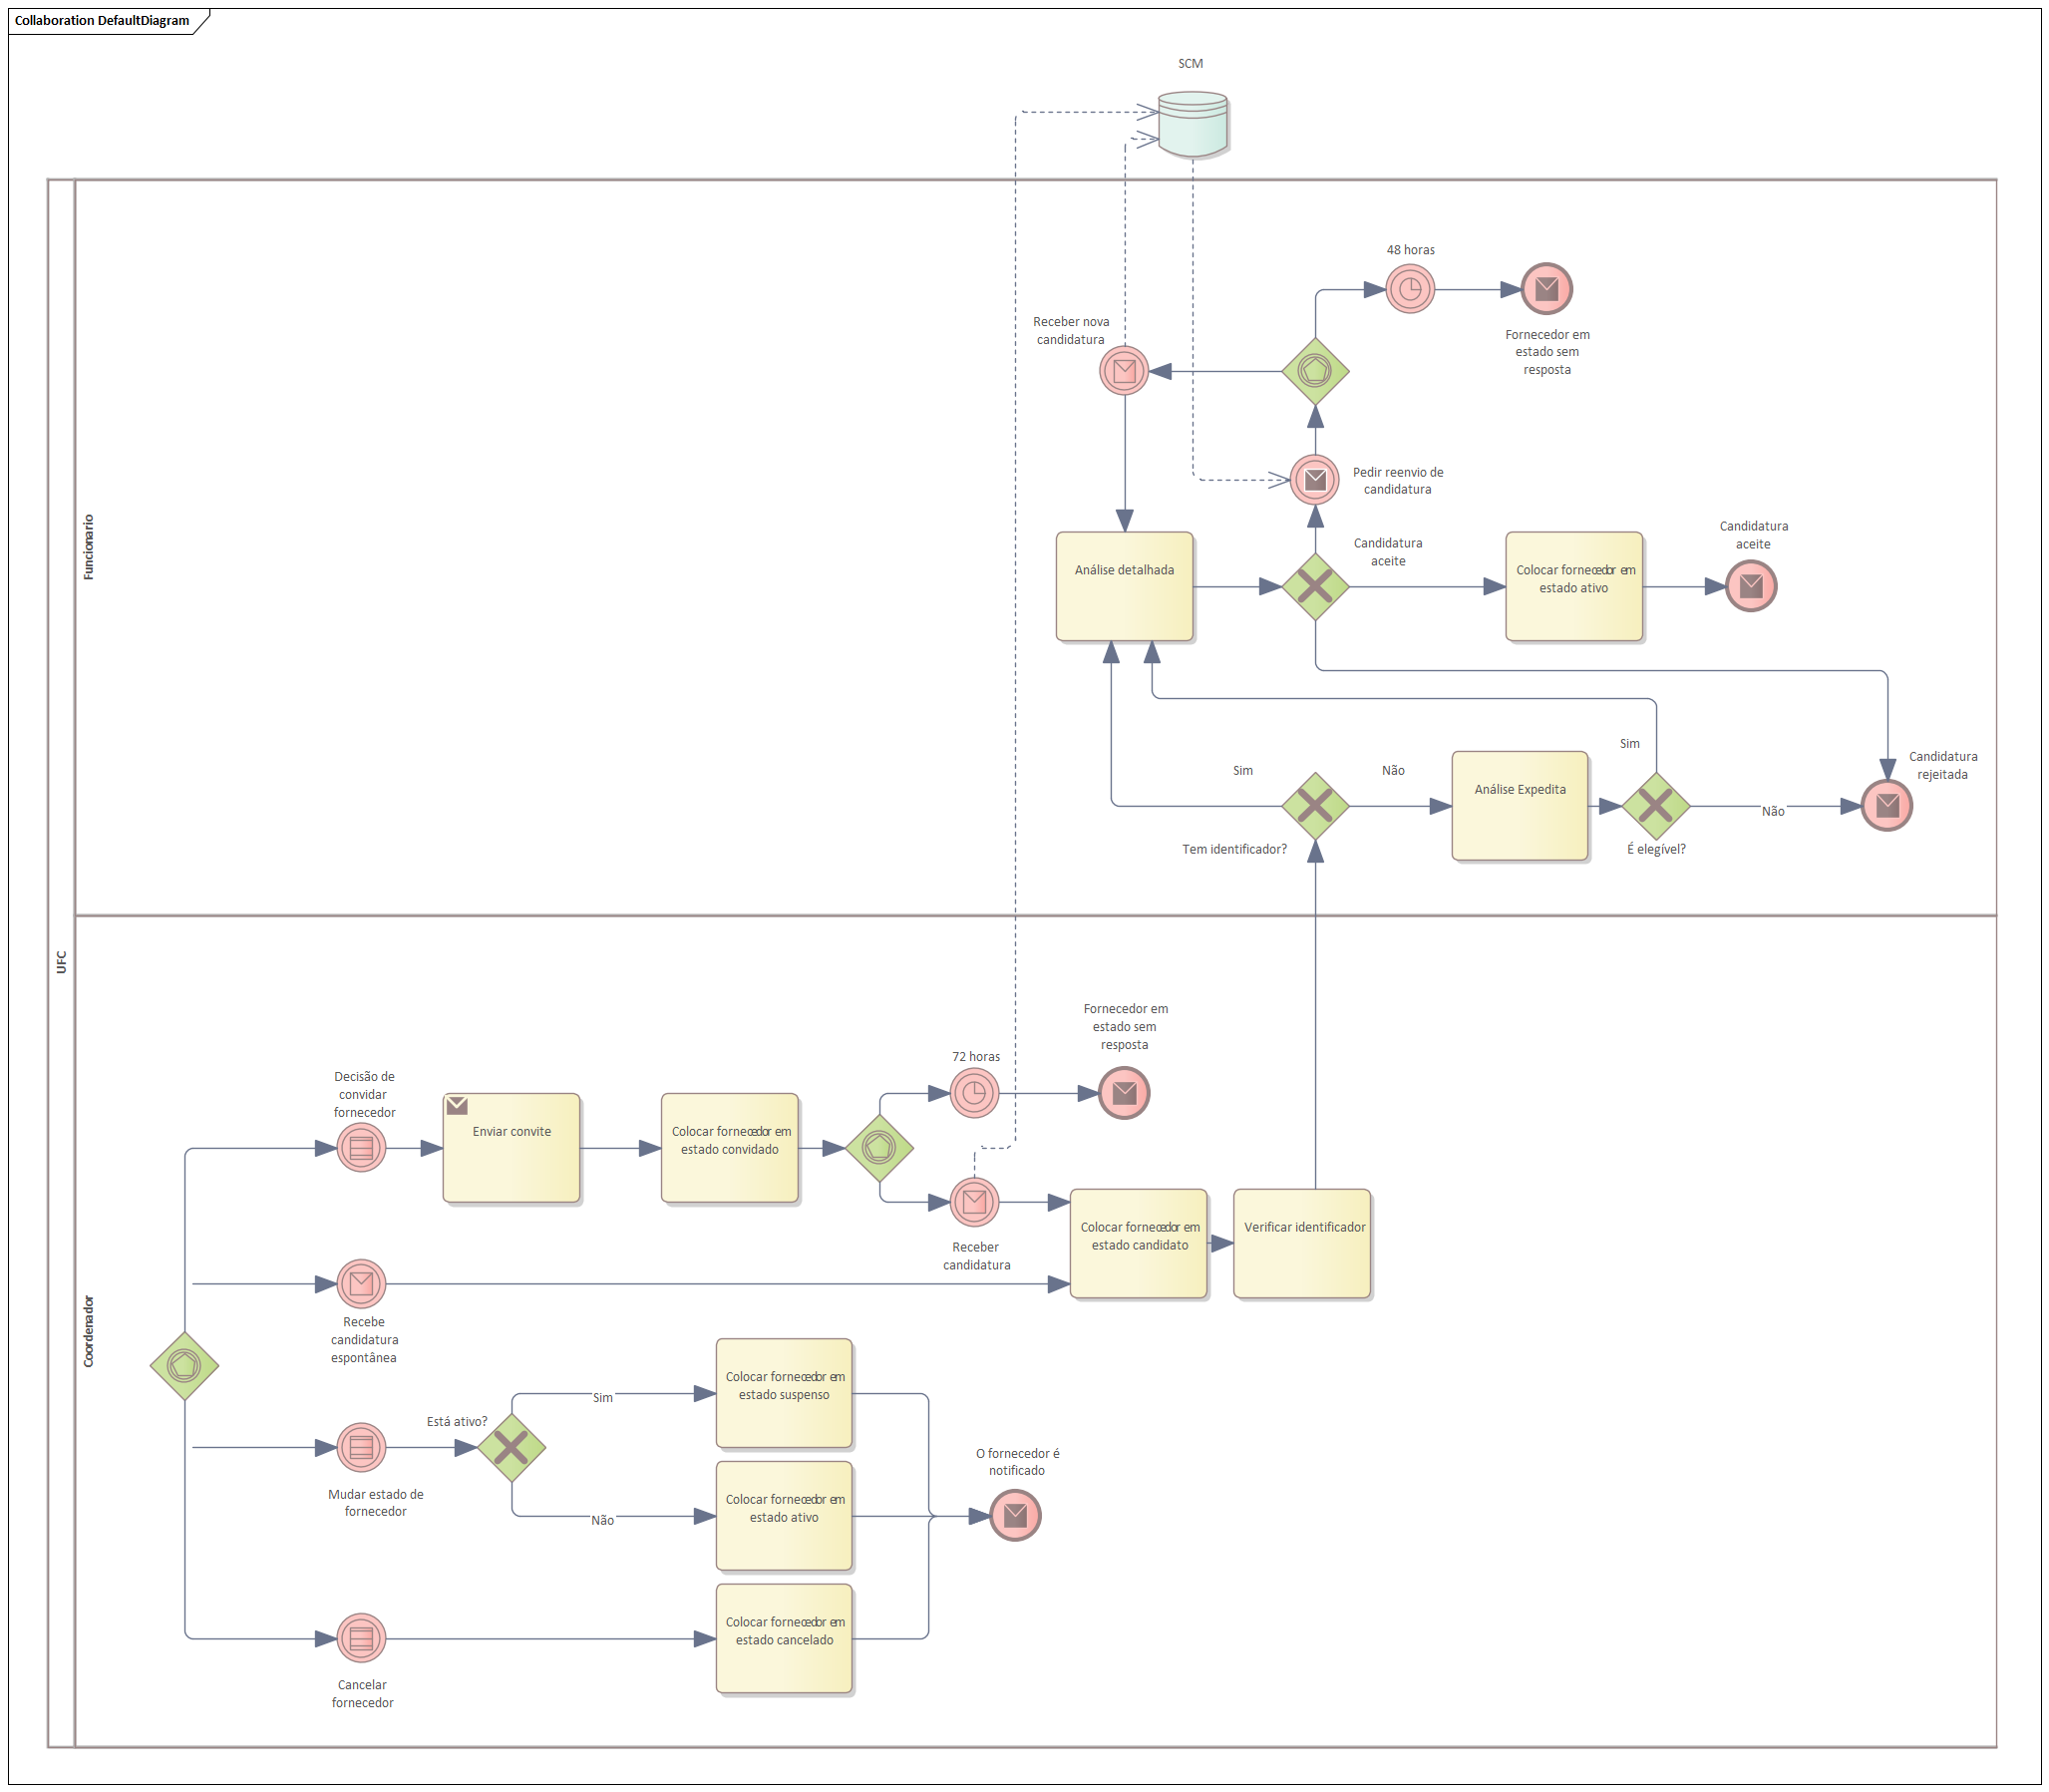 Collaboration DefaultDiagram
SCM
UFC
Funcionario
48 horas
Fornecedor em
estado sem
resposta
Receber nova
candidatura
Pedir reenvio de
candidatura
Análise detalhada
Candidatura
aceite
Colocar fornecedor em
estado ativo
Candidatura
aceite
Sim
Não
Tem identificador?
Análise Expedita
Sim
É elegível?
Não
Candidatura
rejeitada
Coordenador
Decisão de
convidar
fornecedor
Enviar convite
Colocar fornecedor em
estado convidado
72 horas
Fornecedor em
estado sem
resposta
Receber
candidatura
Colocar fornecedor em
estado candidato
Verificar identificador
Recebe
candidatura
espontânea
Mudar estado de
fornecedor
Está ativo?
Sim
Não
Colocar fornecedor em
estado suspenso
Colocar fornecedor em
estado ativo
Colocar fornecedor em
estado cancelado
O fornecedor é
notificado
Cancelar
fornecedor